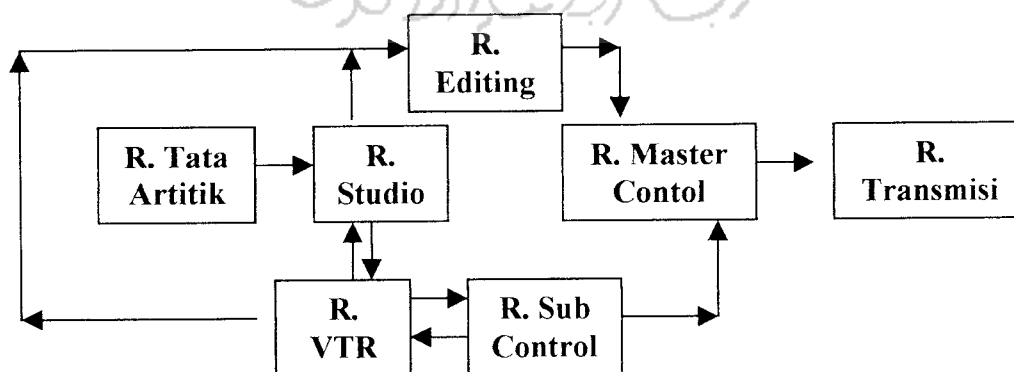 R.
Editing
R. Tata
Artitik
R.
Studio
R. Master
Contol
R.
Transmisi
R.
VTR
R. Sub
Control